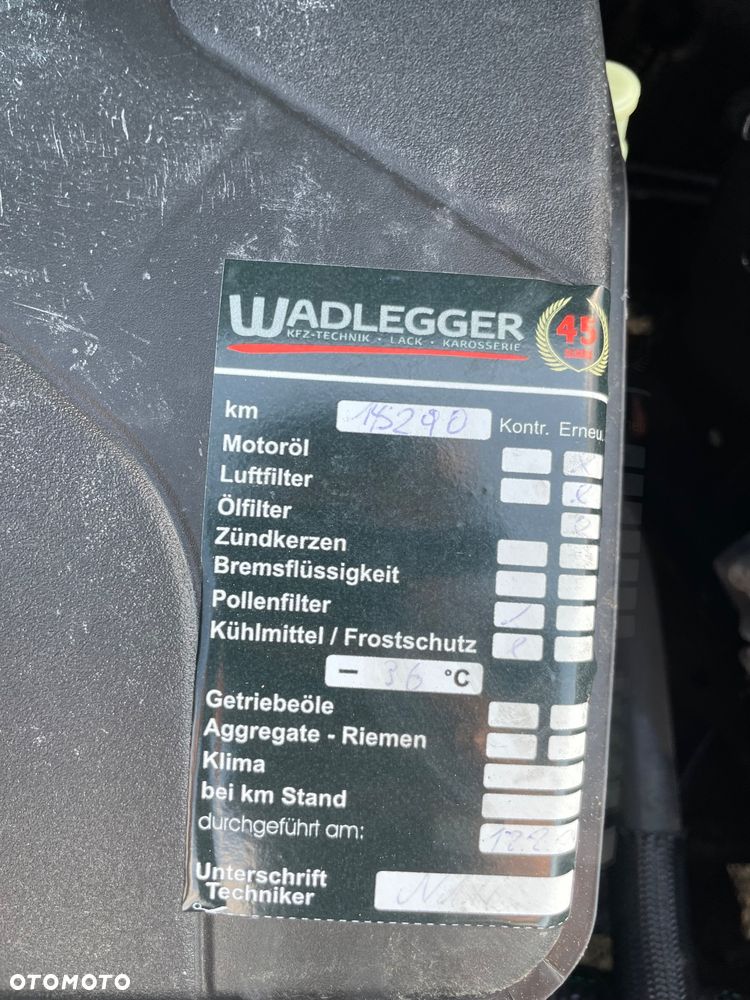 WADLEGGER
KFZ-TECHNIK • LACK • KAROSSERIE
45
km 15290 Kontr. Erneu.
Motoröl
Luftfilter
Ölfilter
Zündkerzen
Bremsflüssigkeit
Pollenfilter
Kühlmittel / Frostschutz
– 36 °C
Getriebeöle
Aggregate - Riemen
Klima
bei km Stand
durchgeführt am:
Unterschrift
Techniker
OTOMOTO